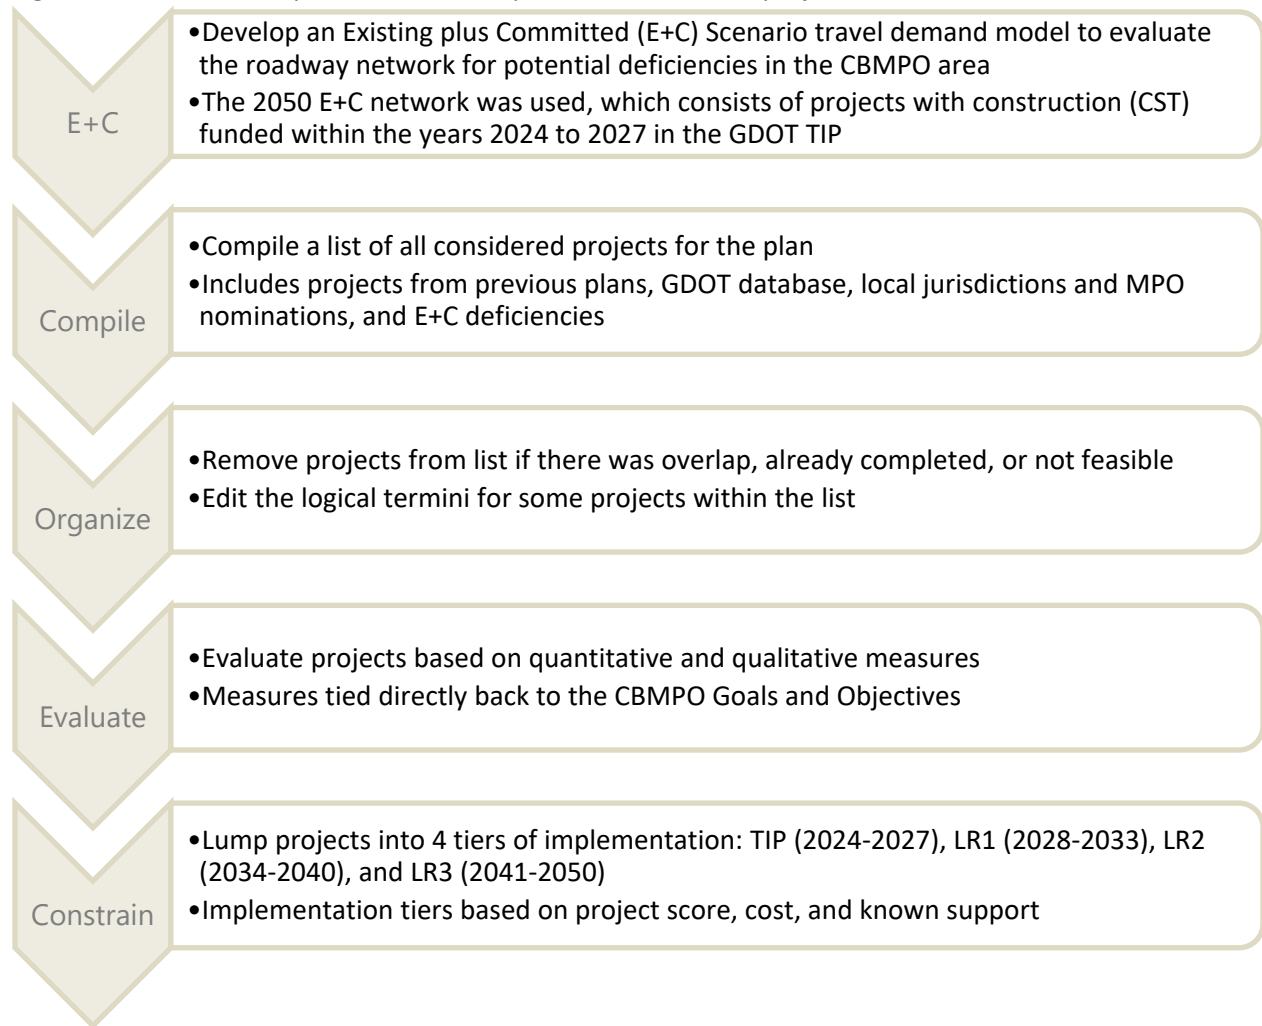 •Develop an Existing plus Committed (E+C) Scenario travel demand model to evaluate
the roadway network for potential deficiencies in the CBMPO area
•The 2050 E+C network was used, which consists of projects with construction (CST)
funded within the years 2024 to 2027 in the GDOT TIP
E+C
•Compile a list of all considered projects for the plan
•Includes projects from previous plans, GDOT database, local jurisdictions and MPO
nominations, and E+C deficiencies
Compile
•Remove projects from list if there was overlap, already completed, or not feasible
•Edit the logical termini for some projects within the list
Organize
•Evaluate projects based on quantitative and qualitative measures
•Measures tied directly back to the CBMPO Goals and Objectives
Evaluate
•Lump projects into 4 tiers of implementation: TIP (2024-2027), LR1 (2028-2033), LR2
(2034-2040), and LR3 (2041-2050)
•Implementation tiers based on project score, cost, and known support
Constrain